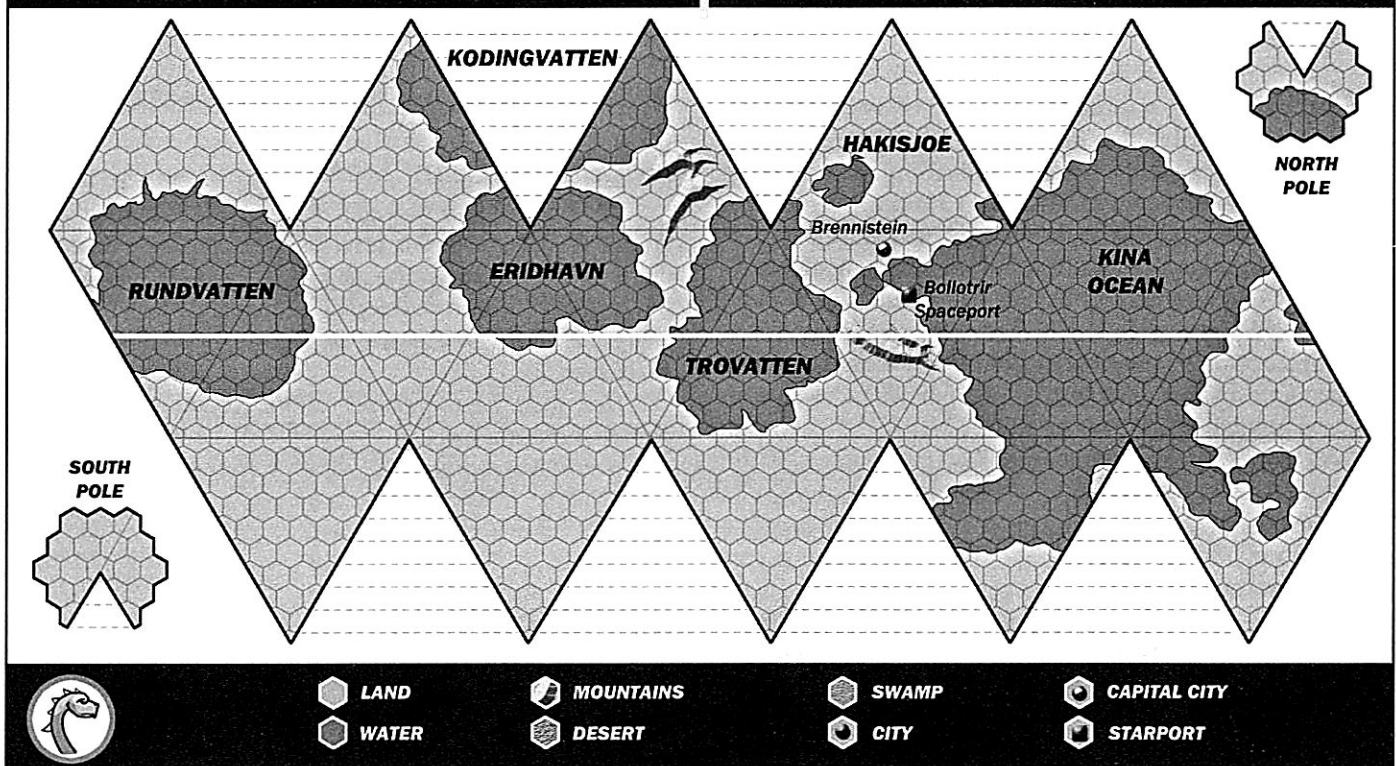 KODINGVATTEN
HAKISJOE
NORTH
POLE
Brennistein
KINA
OCEAN
ERIDHAVN
RUNDVATTEN
Bollotrir
Spaceport
TROVATTEN
SOUTH
POLE
LAND
MOUNTAINS
SWAMP
CAPITAL CITY
WATER
DESERT
CITY
STARPORT